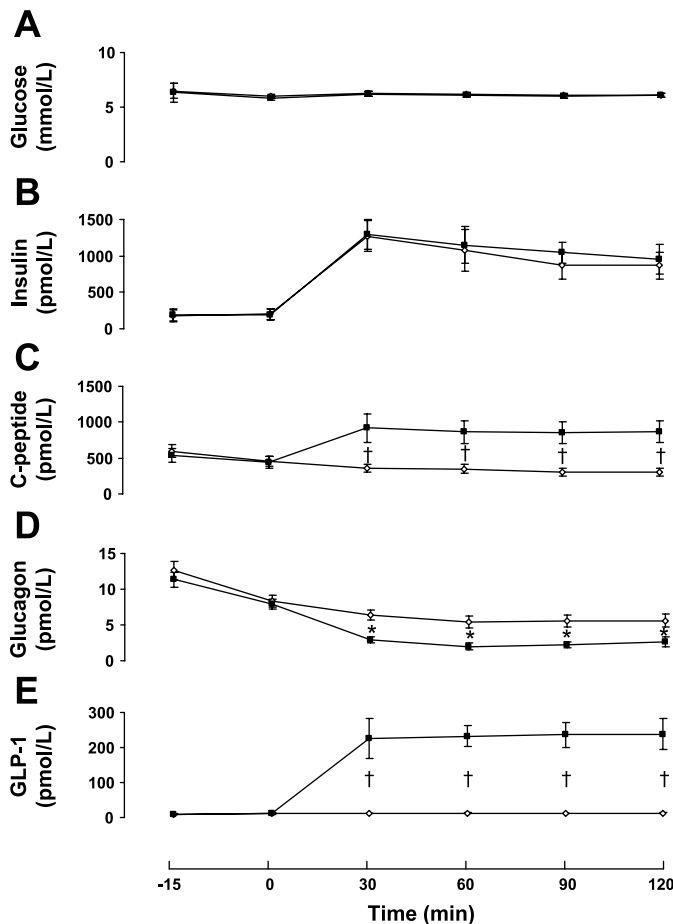 A
Glucose
(mmol/L)
10
5
0
B
Insulin
(pmol/L)
1500
1000
500
0
C
C-peptide
(pmol/L)
1500
1000
500
0
† † † †
D
Glucagon
(pmol/L)
15
10
5
0
* * * *
E
GLP-1
(pmol/L)
300
200
100
0
† † † †
-15 0 30 60 90 120
Time (min)